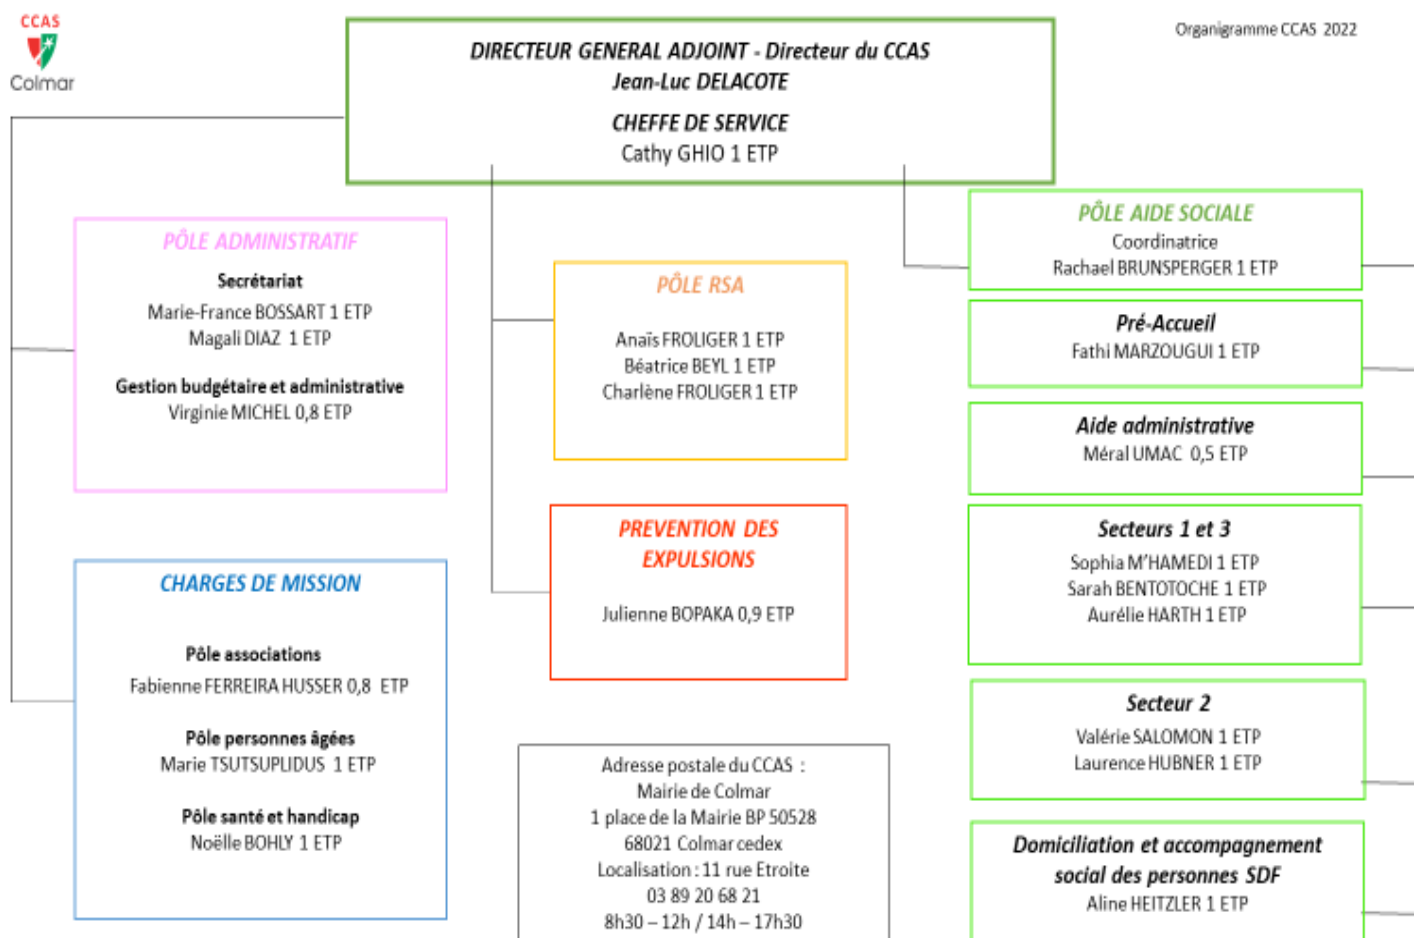 CCAS
Colmar
Organigramme CCAS 2022
DIRECTEUR GENERAL ADJOINT - Directeur du CCAS
Jean-Luc DELACOTE
CHEFFE DE SERVICE
Cathy GHIO 1 ETP
PÔLE ADMINISTRATIF
Secrétariat
Marie-France BOSSART 1 ETP
Magali DIAZ 1 ETP
Gestion budgétaire et administrative
Virginie MICHEL 0,8 ETP
CHARGES DE MISSION
Pôle associations
Fabienne FERREIRA HUSSER 0,8 ETP
Pôle personnes âgées
Marie TSUTSUPLIDUS 1 ETP
Pôle santé et handicap
Noëlle BOHLY 1 ETP
PÔLE RSA
Anaïs FROLIGER 1 ETP
Béatrice BEYL 1 ETP
Charlène FROLIGER 1 ETP
PREVENTION DES
EXPULSIONS
Julienne BOPAKA 0,9 ETP
Adresse postale du CCAS :
Mairie de Colmar
1 place de la Mairie BP 50528
68021 Colmar cedex
Localisation : 11 rue Etroite
03 89 20 68 21
8h30 – 12h / 14h – 17h30
PÔLE AIDE SOCIALE
Coordinatrice
Rachael BRUNSPERGER 1 ETP
Pré-Accueil
Fathi MARZOUGUI 1 ETP
Aide administrative
Méral UMAC 0,5 ETP
Secteurs 1 et 3
Sophia M'HAMEDI 1 ETP
Sarah BENTOTOCHE 1 ETP
Aurélie HARTH 1 ETP
Secteur 2
Valérie SALOMON 1 ETP
Laurence HUBNER 1 ETP
Domiciliation et accompagnement
social des personnes SDF
Aline HEITZLER 1 ETP